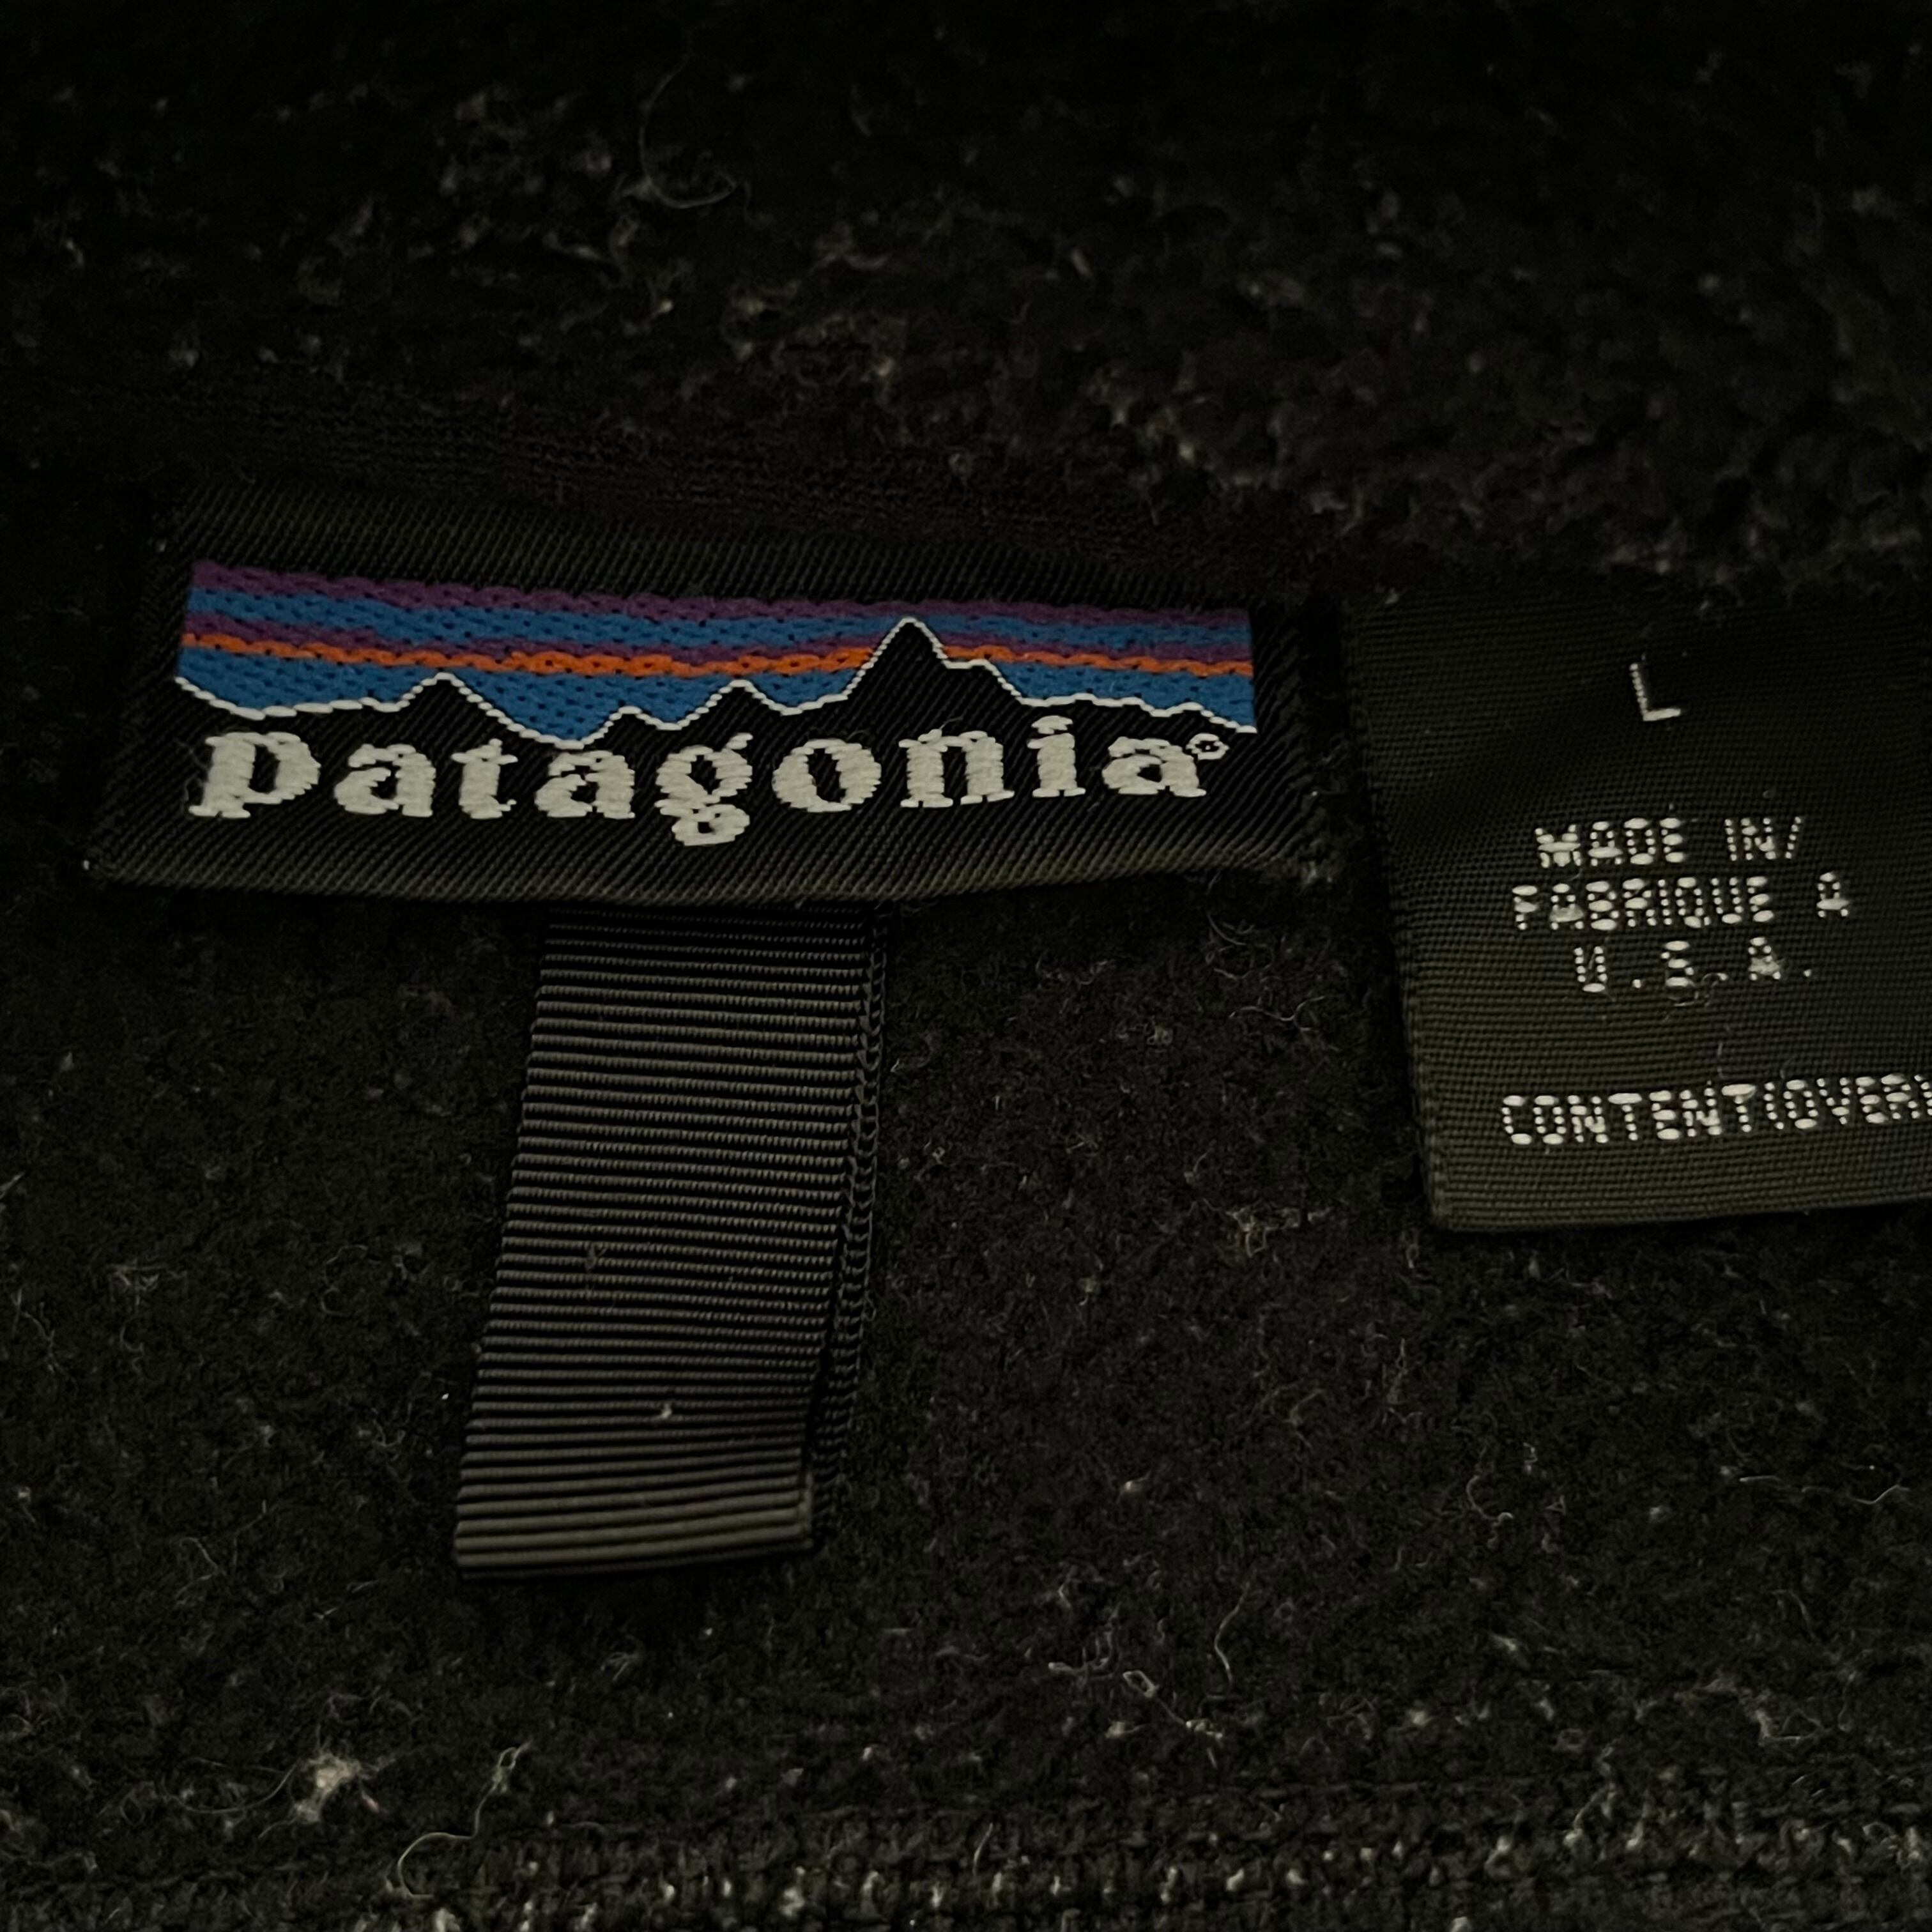 patagonia®
L
MADE IN/
FABRIQUE A
U.S.A.
CONTENT(OVER)